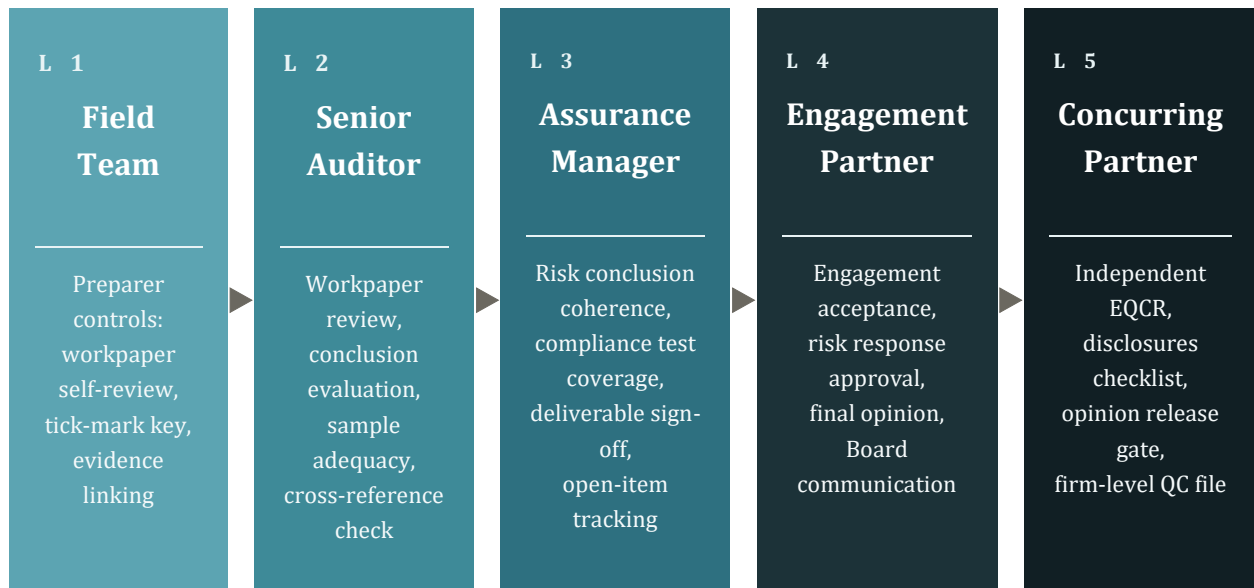 L 1
Field
Team
Preparer
controls:
workpaper
self-review,
tick-mark key,
evidence
linking
L 2
Senior
Auditor
Workpaper
review,
conclusion
evaluation,
sample
adequacy,
cross-reference
check
L 3
Assurance
Manager
Risk conclusion
coherence,
compliance test
coverage,
deliverable sign-
off,
open-item
tracking
L 4
Engagement
Partner
Engagement
acceptance,
risk response
approval,
final opinion,
Board
communication
L 5
Concurring
Partner
Independent
EQCR,
disclosures
checklist,
opinion release
gate,
firm-level QC file